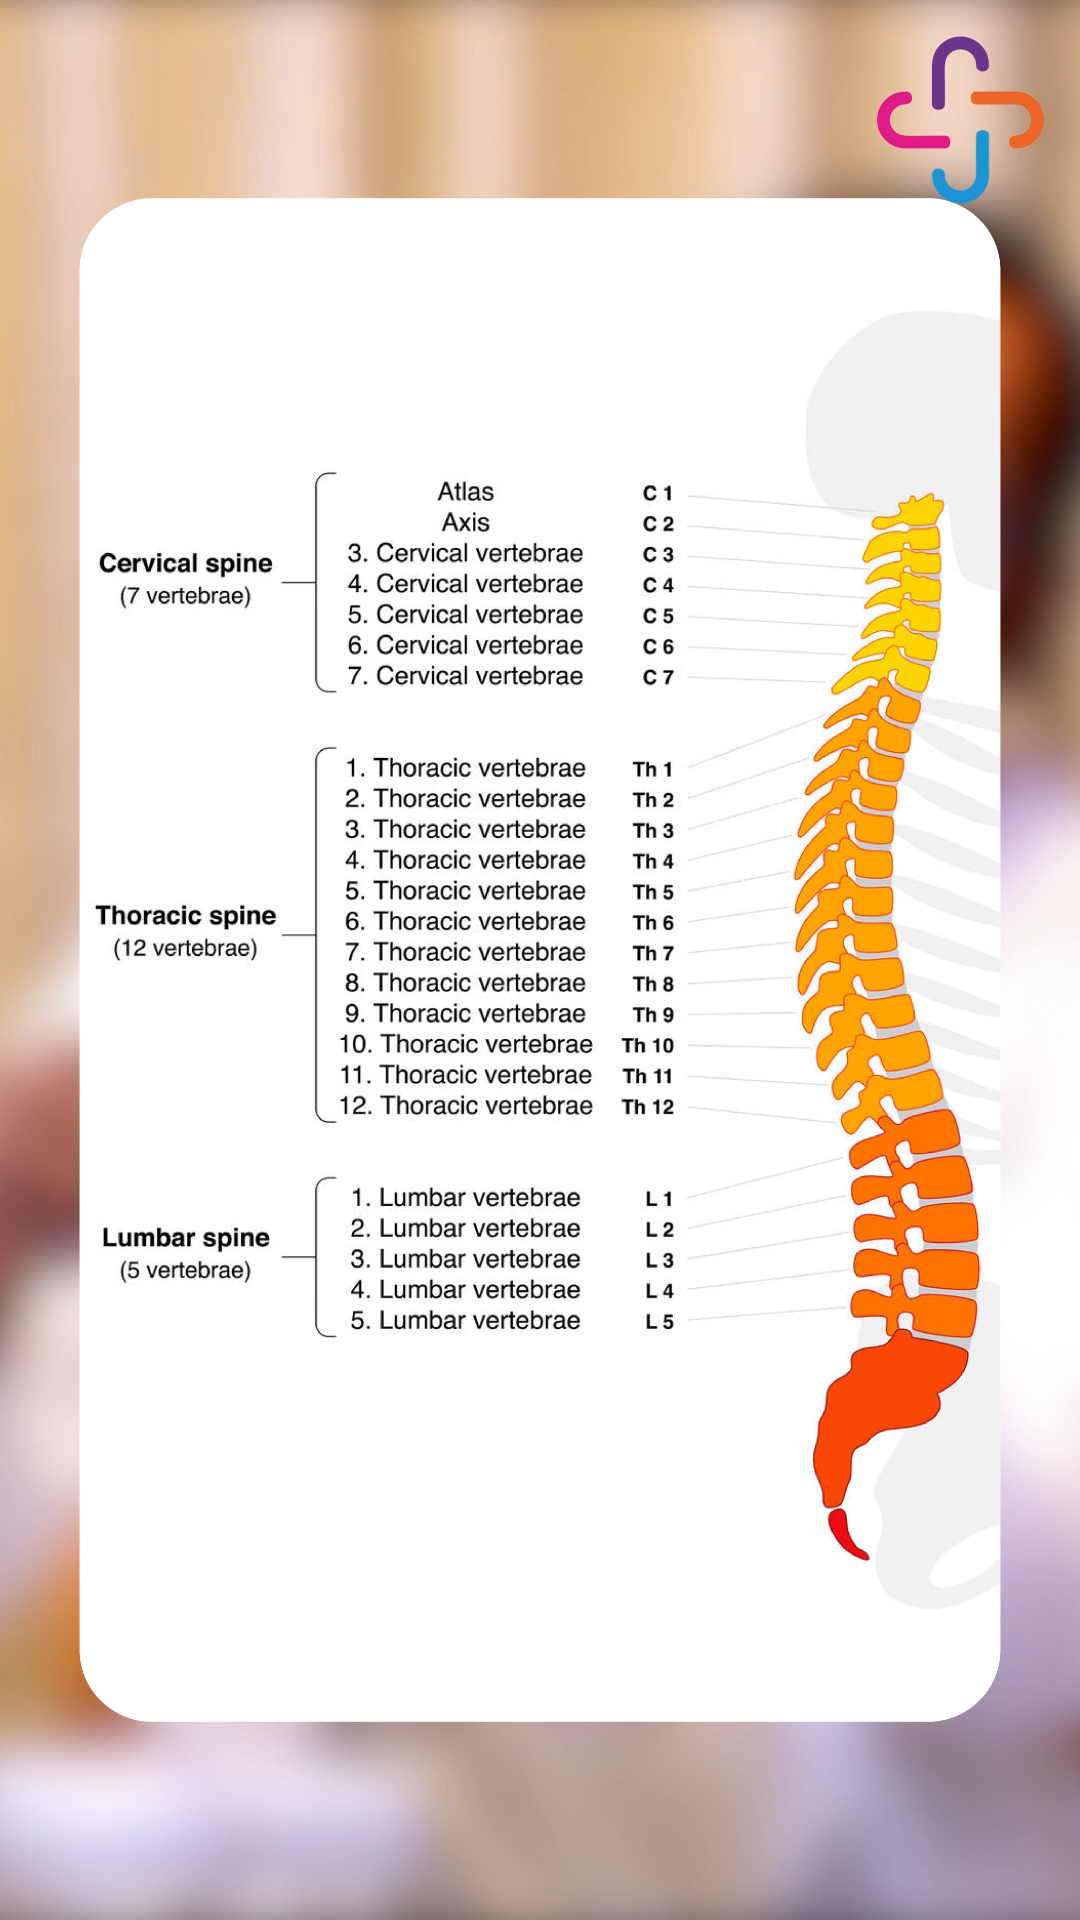 Cervical spine
(7 vertebrae)
Atlas C 1
Axis C 2
3. Cervical vertebrae C 3
4. Cervical vertebrae C 4
5. Cervical vertebrae C 5
6. Cervical vertebrae C 6
7. Cervical vertebrae C 7
Thoracic spine
(12 vertebrae)
1. Thoracic vertebrae Th 1
2. Thoracic vertebrae Th 2
3. Thoracic vertebrae Th 3
4. Thoracic vertebrae Th 4
5. Thoracic vertebrae Th 5
6. Thoracic vertebrae Th 6
7. Thoracic vertebrae Th 7
8. Thoracic vertebrae Th 8
9. Thoracic vertebrae Th 9
10. Thoracic vertebrae Th 10
11. Thoracic vertebrae Th 11
12. Thoracic vertebrae Th 12
Lumbar spine
(5 vertebrae)
1. Lumbar vertebrae L 1
2. Lumbar vertebrae L 2
3. Lumbar vertebrae L 3
4. Lumbar vertebrae L 4
5. Lumbar vertebrae L 5